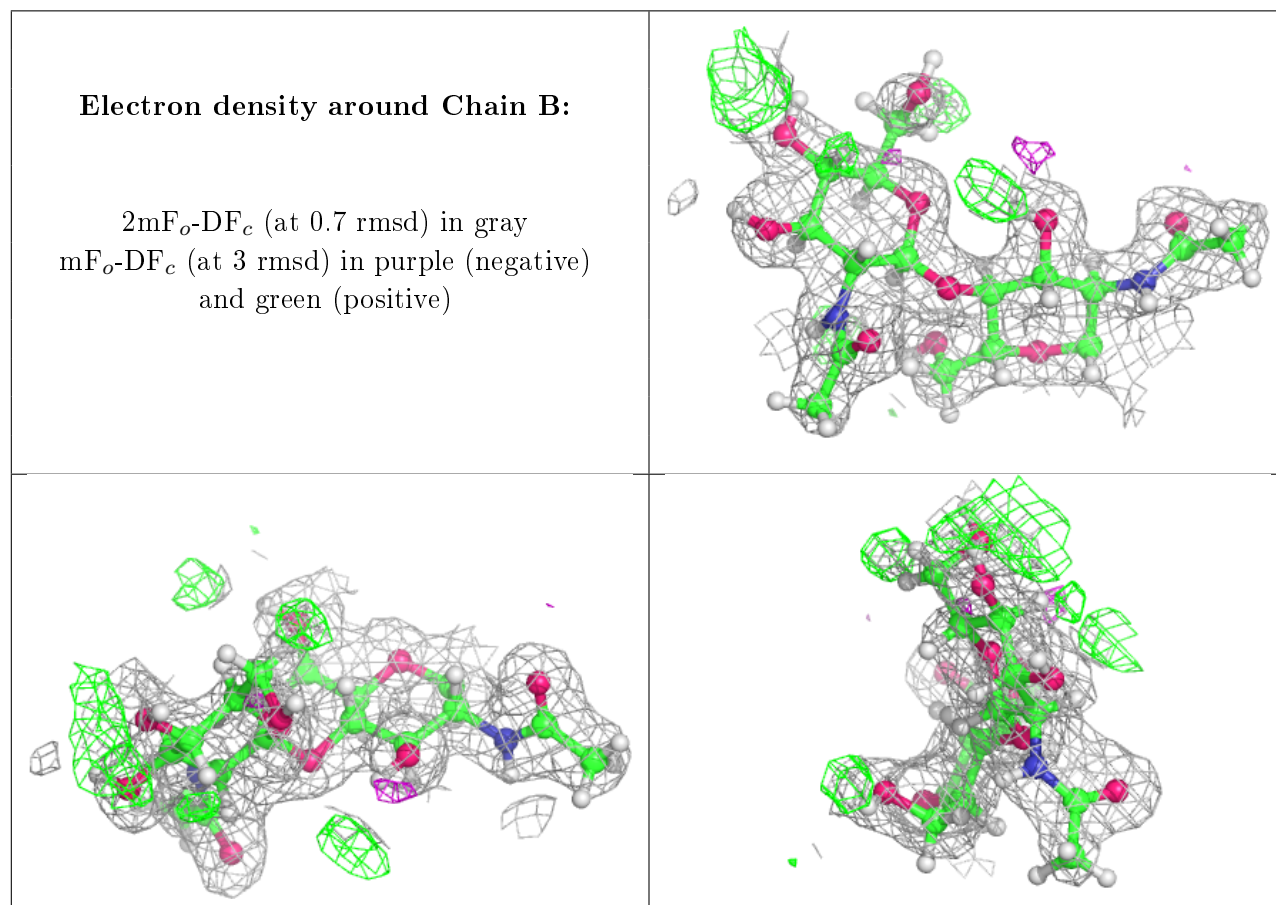 Electron density around Chain B:
2mFₒ-DF𝒸 (at 0.7 rmsd) in gray
mFₒ-DF𝒸 (at 3 rmsd) in purple (negative)
and green (positive)